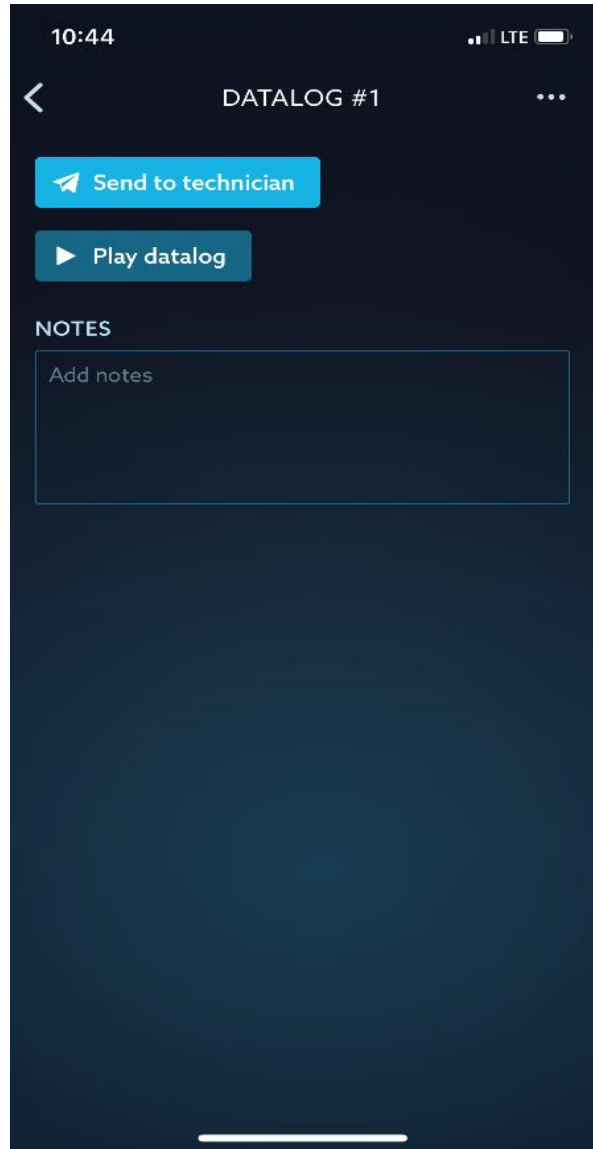 10:44 LTE
DATALOG #1
Send to technician
Play datalog
NOTES
Add notes